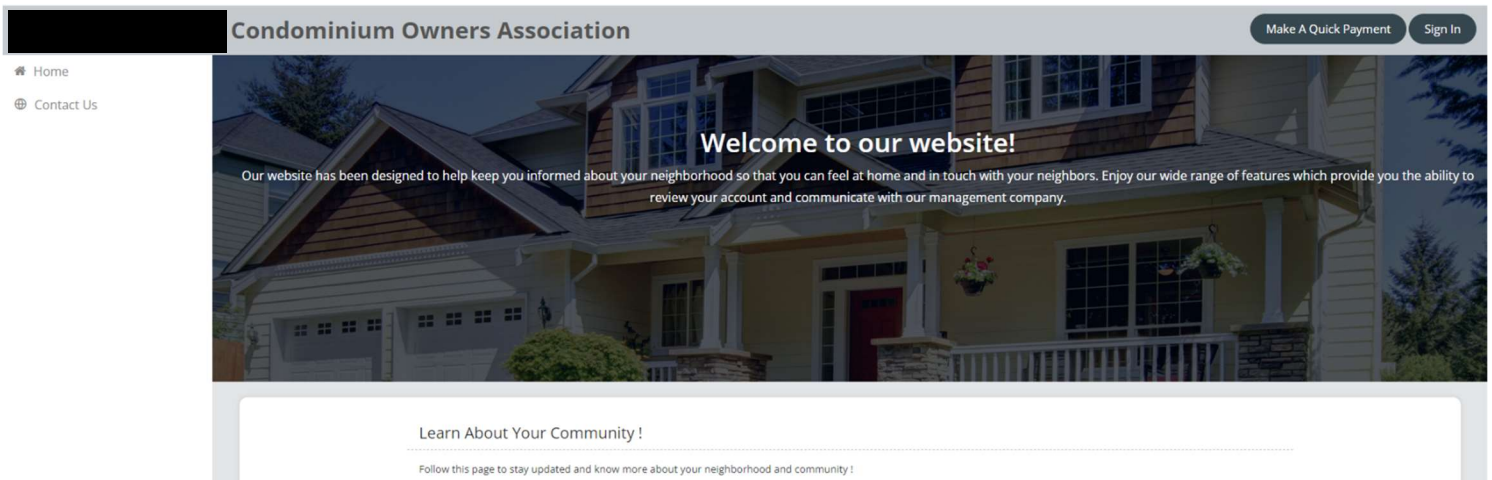 Condominium Owners Association
Make A Quick Payment
Sign In
Home
Contact Us
Welcome to our website!
Our website has been designed to help keep you informed about your neighborhood so that you can feel at home and in touch with your neighbors. Enjoy our wide range of features which provide you the ability to
review your account and communicate with our management company.
Learn About Your Community !
Follow this page to stay updated and know more about your neighborhood and community !